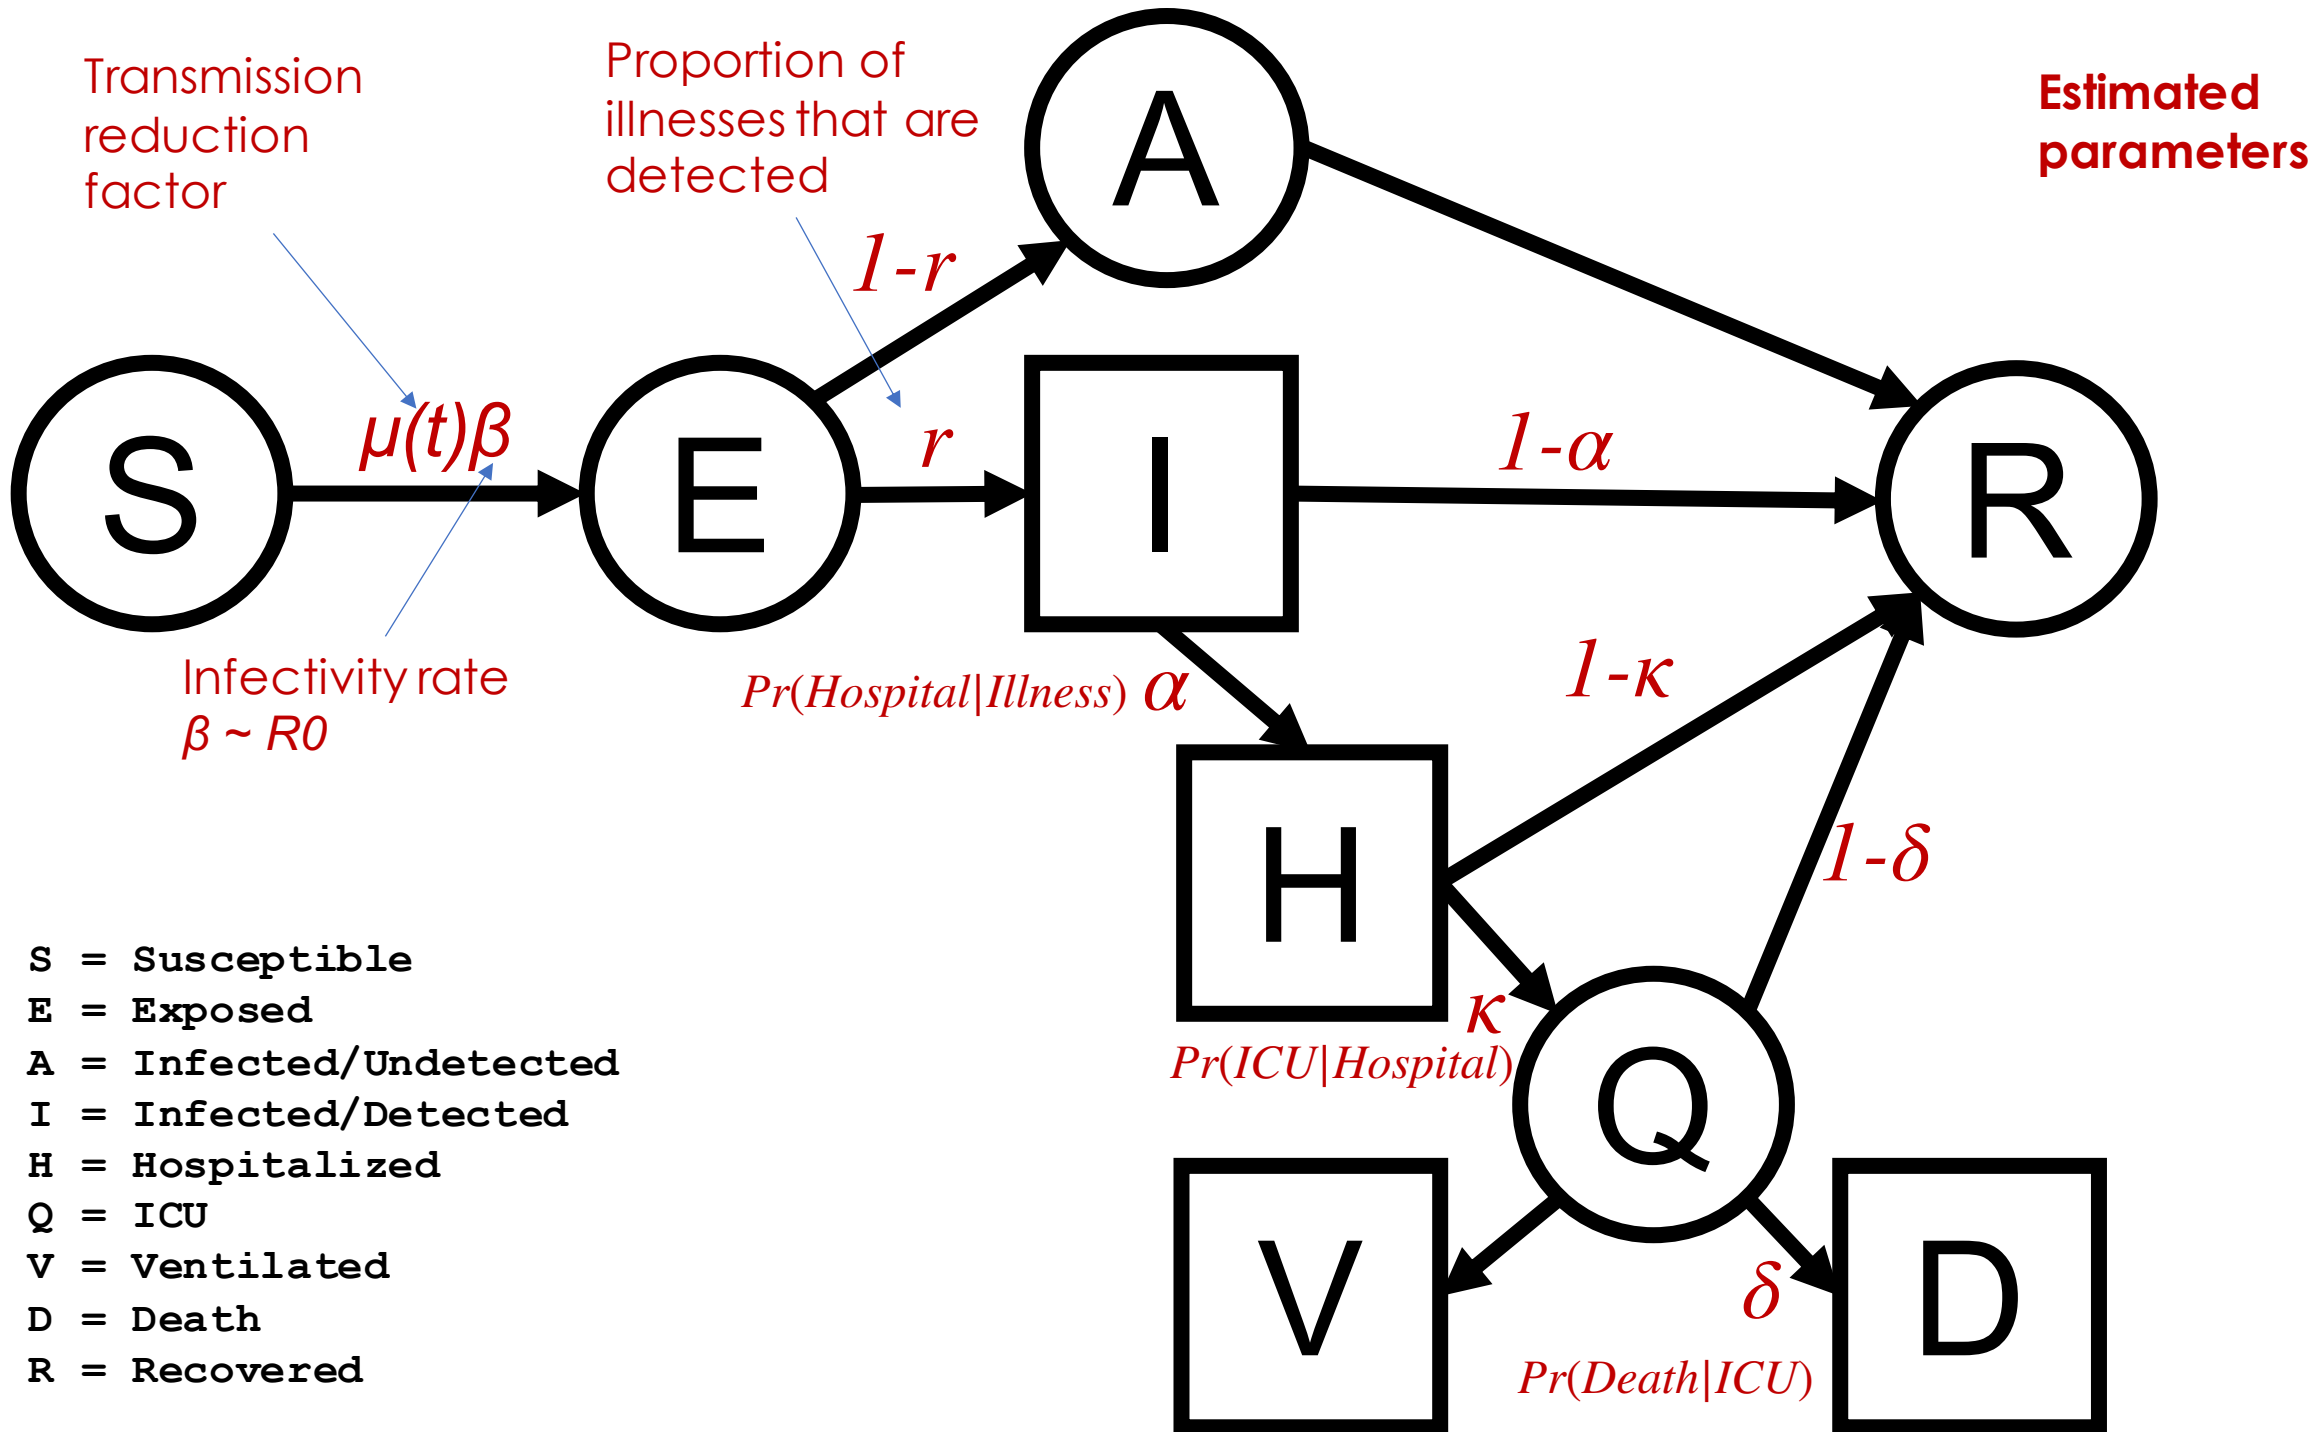 Transmission
reduction
factor
Proportion of
illnesses that are
detected
A
Estimated
parameters
1-r
S
μ(t)β
E
r
I
1-α
R
Infectivity rate
β ~ R0
Pr(Hospital|Illness) α
1-κ
H
1-δ
κ
Pr(ICU|Hospital)
Q
V
δ
D
Pr(Death|ICU)
S = Susceptible
E = Exposed
A = Infected/Undetected
I = Infected/Detected
H = Hospitalized
Q = ICU
V = Ventilated
D = Death
R = Recovered